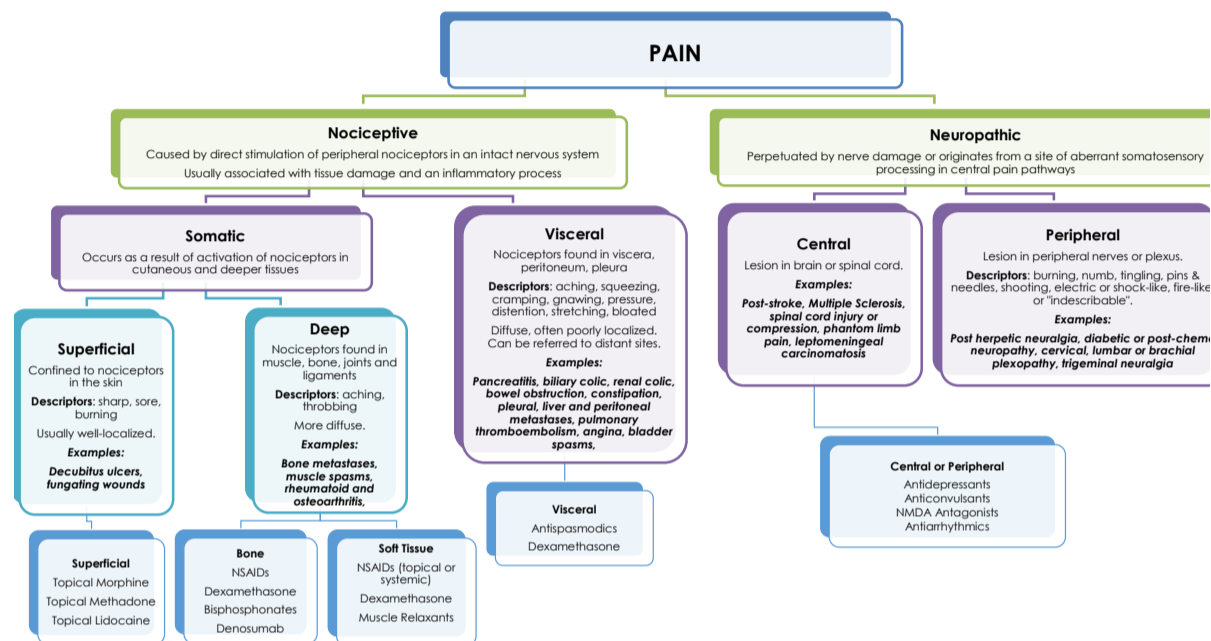 PAIN
Nociceptive
Caused by direct stimulation of peripheral nociceptors in an intact nervous system
Usually associated with tissue damage and an inflammatory process
Neuropathic
Perpetuated by nerve damage or originates from a site of aberrant somatosensory
processing in central pain pathways
Somatic
Occurs as a result of activation of nociceptors in
cutaneous and deeper tissues
Visceral
Nociceptors found in viscera,
peritoneum, pleura
Descriptors: aching, squeezing,
cramping, gnawing, pressure,
distention, stretching, bloated
Diffuse, often poorly localized.
Can be referred to distant sites.
Examples:
Pancreatitis, biliary colic, renal colic,
bowel obstruction, constipation,
pleural, liver and peritoneal
metastases, pulmonary
thromboembolism, angina, bladder
spasms,
Central
Lesion in brain or spinal cord.
Examples:
Post-stroke, Multiple Sclerosis,
spinal cord injury or
compression, phantom limb
pain, leptomeningeal
carcinomatosis
Peripheral
Lesion in peripheral nerves or plexus.
Descriptors: burning, numb, tingling, pins &
needles, shooting, electric or shock-like, fire-like
or "indescribable".
Examples:
Post herpetic neuralgia, diabetic or post-chemo
neuropathy, cervical, lumbar or brachial
plexopathy, trigeminal neuralgia
Superficial
Confined to nociceptors
in the skin
Descriptors: sharp, sore,
burning
Usually well-localized.
Examples:
Decubitus ulcers,
fungating wounds
Deep
Nociceptors found in
muscle, bone, joints and
ligaments
Descriptors: aching,
throbbing
More diffuse.
Examples:
Bone metastases,
muscle spasms,
rheumatoid and
osteoarthritis,
Superficial
Topical Morphine
Topical Methadone
Topical Lidocaine
Bone
NSAIDs
Dexamethasone
Bisphosphonates
Denosumab
Soft Tissue
NSAIDs (topical or
systemic)
Dexamethasone
Muscle Relaxants
Visceral
Antispasmodics
Dexamethasone
Central or Peripheral
Antidepressants
Anticonvulsants
NMDA Antagonists
Antiarrhythmics